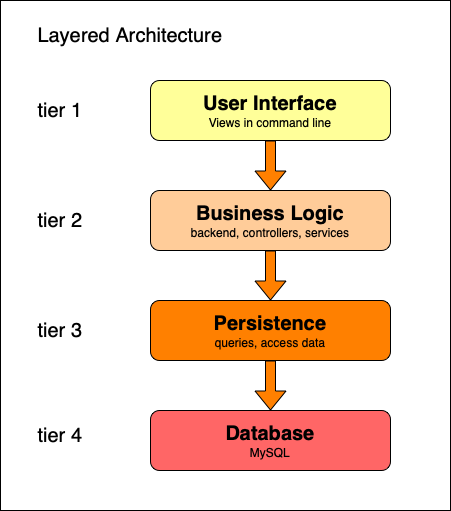 Layered Architecture
tier 1
User Interface
Views in command line
tier 2
Business Logic
backend, controllers, services
tier 3
Persistence
queries, access data
tier 4
Database
MySQL